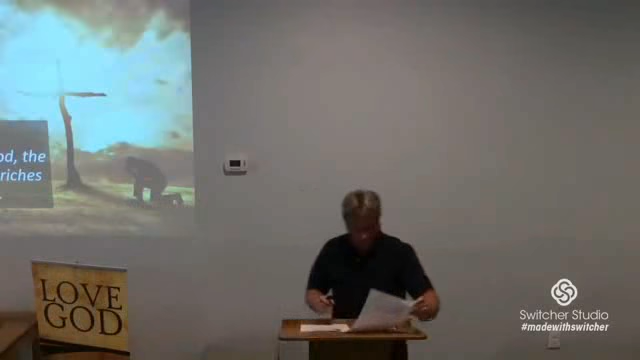 od, the
riches
LOVE
GOD
Switcher Studio
#madewithswitcher